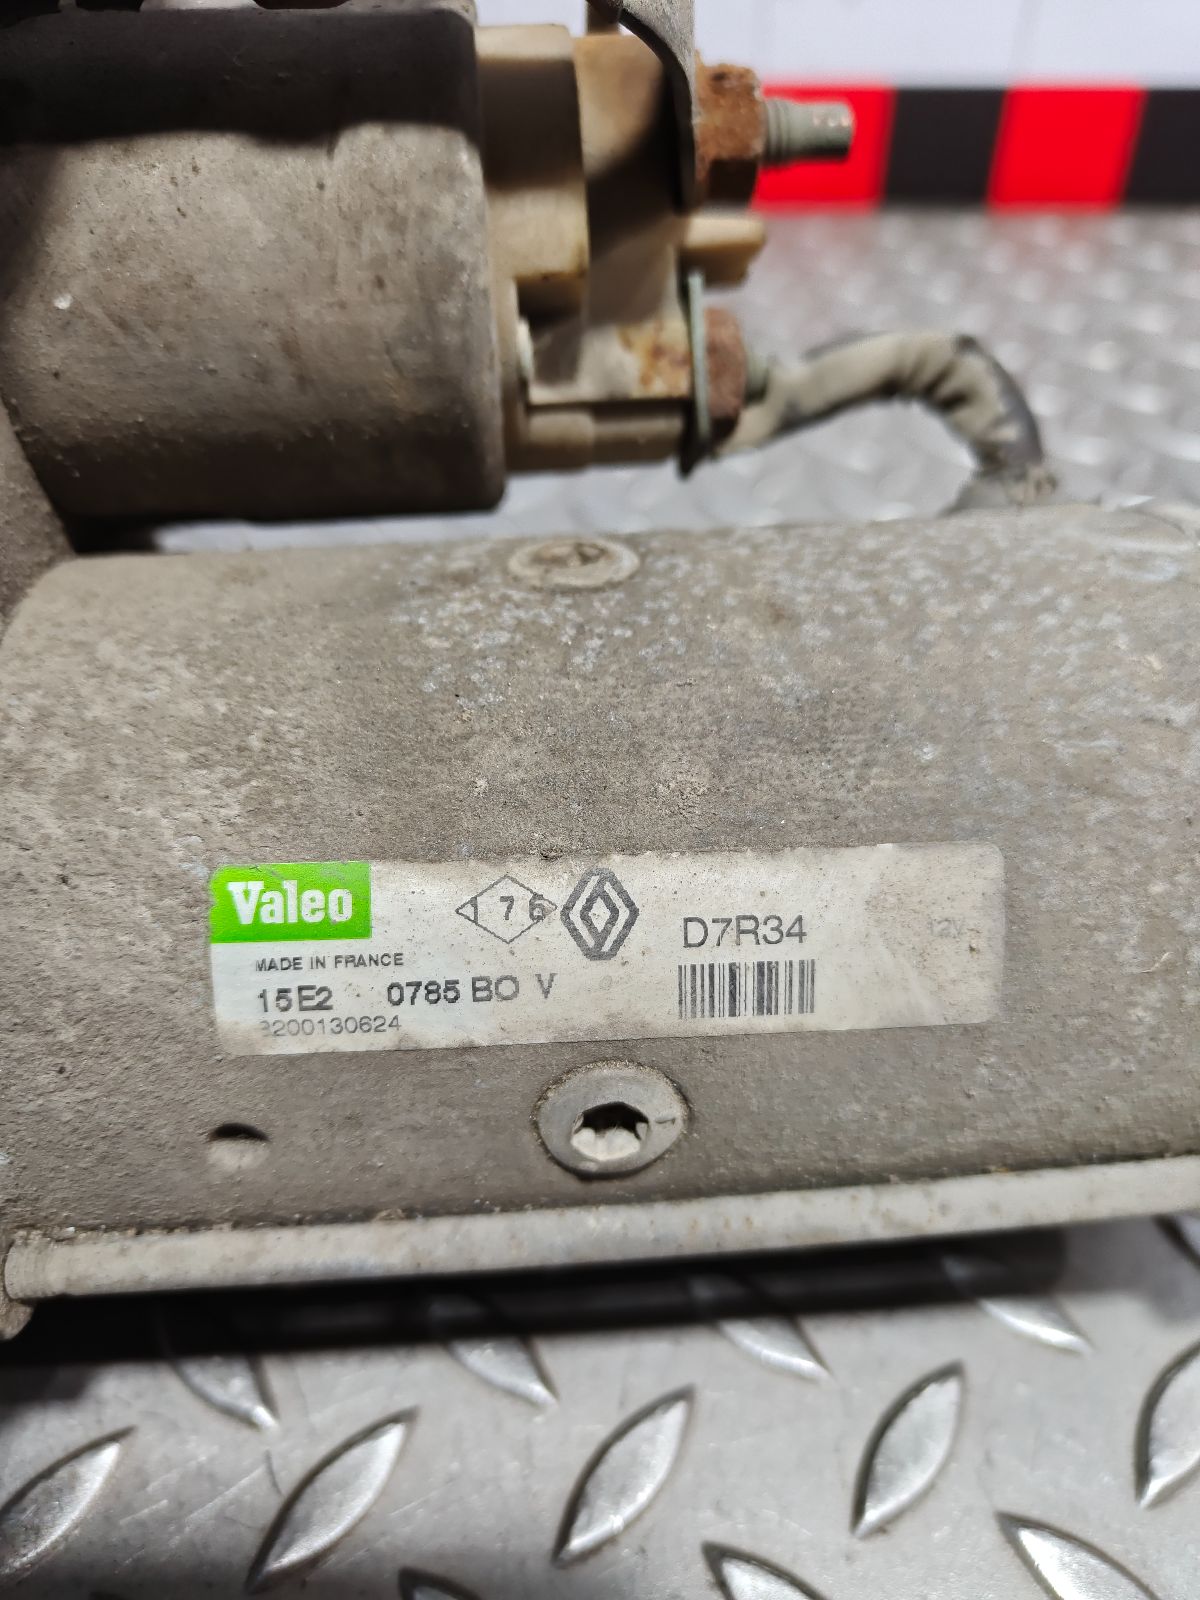 Valeo
176
D7R34
12V
MADE IN FRANCE
15E2 0785 BO V
8200130624